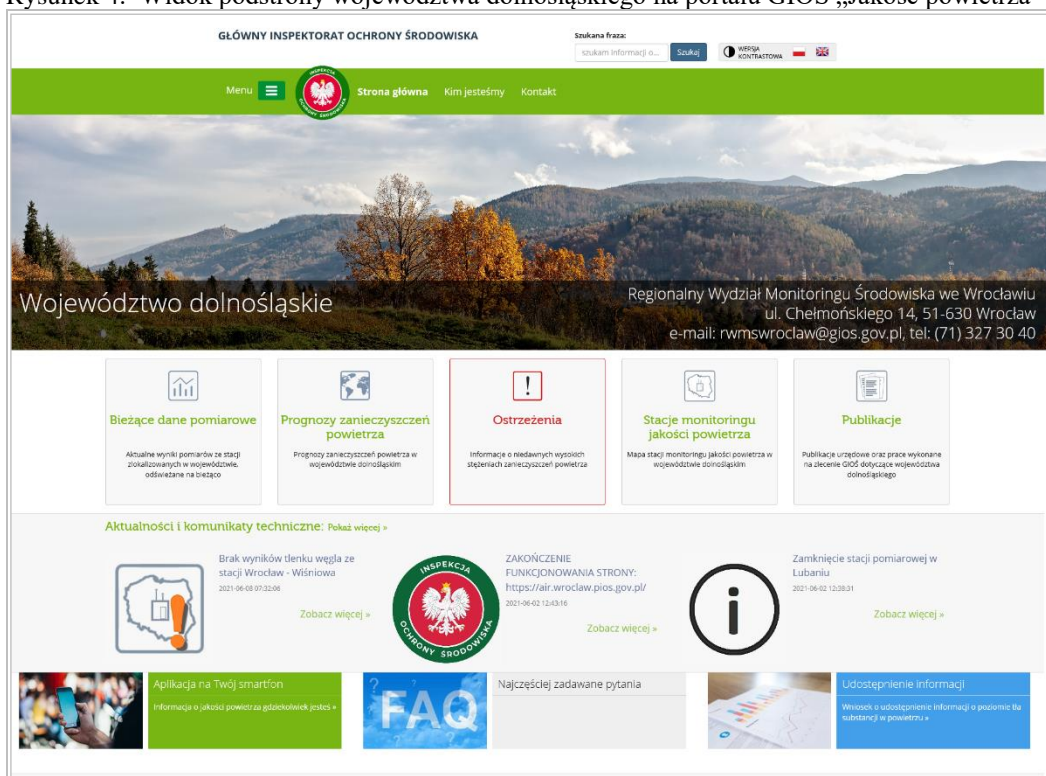 Rysunek 4. Widok podstrony województwa dolnośląskiego na portalu GIOŚ „Jakość powietrza”
GŁÓWNY INSPEKTORAT OCHRONY ŚRODOWISKA
Szukana fraza:
szukam informacji o...
Szukaj
WERSJA
KONTRASTOWA
Menu
INSPEKCJA
OCHRONY ŚRODOWISKA
Strona główna
Kim jesteśmy
Kontakt
Województwo dolnośląskie
Regionalny Wydział Monitoringu Środowiska we Wrocławiu
ul. Chełmońskiego 14, 51-630 Wrocław
e-mail: rwmswroclaw@gios.gov.pl, tel: (71) 327 30 40
Bieżące dane pomiarowe
Aktualne wyniki pomiarów ze stacji
zlokalizowanych w województwie,
odświeżane na bieżąco
Prognozy zanieczyszczeń
powietrza
Prognozy zanieczyszczeń powietrza w
województwie dolnośląskim
!
Ostrzeżenia
Informacje o niedawnych wysokich
stężeniach zanieczyszczeń powietrza
Stacje monitoringu
jakości powietrza
Mapa stacji monitoringu jakości powietrza w
województwie dolnośląskim
Publikacje
Publikacje urzędowe oraz prace wykonane
na zlecenie GIOŚ dotyczące województwa
dolnośląskiego
Aktualności i komunikaty techniczne: Pokaż więcej »
Brak wyników tlenku węgla ze
stacji Wrocław - Wiśniowa
2021-06-08 07:32:06
Zobacz więcej »
INSPEKCJA
OCHRONY ŚRODOWISKA
ZAKOŃCZENIE
FUNKCJONOWANIA STRONY:
https://air.wroclaw.pios.gov.pl/
2021-06-02 12:43:16
Zobacz więcej »
i
Zamknięcie stacji pomiarowej w
Lubaniu
2021-06-02 12:38:31
Zobacz więcej »
Aplikacja na Twój smartfon
Informacja o jakości powietrza gdziekolwiek jesteś »
? ? ?
FAQ
Najczęściej zadawane pytania
Udostępnienie informacji
Wniosek o udostępnienie informacji o poziomie tła
substancji w powietrzu »